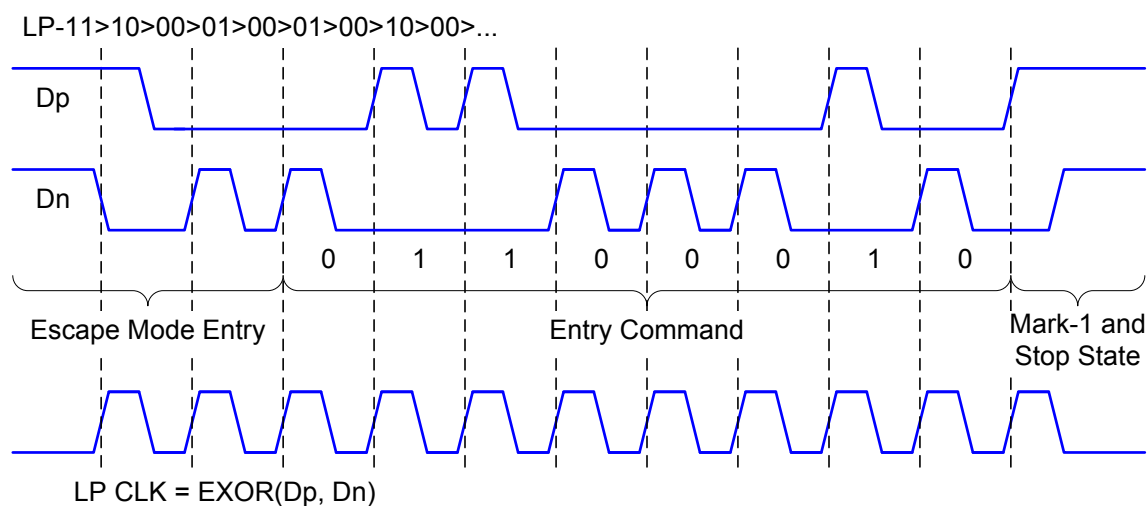 LP-11>10>00>01>00>01>00>10>00>...
Dp
Dn
0 1 1 0 0 0 1 0
Escape Mode Entry
Entry Command
Mark-1 and
Stop State
LP CLK = EXOR(Dp, Dn)